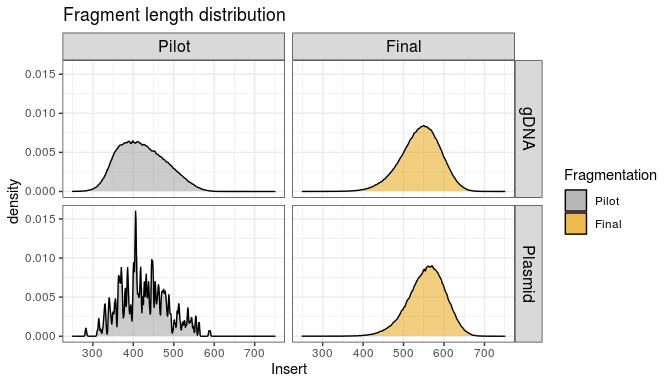 Fragment length distribution
Pilot
Final
0.015
0.010
0.005
0.000
gDNA
0.015
0.010
0.005
0.000
Plasmid
density
300 400 500 600 700
300 400 500 600 700
Insert
Fragmentation
Pilot
Final